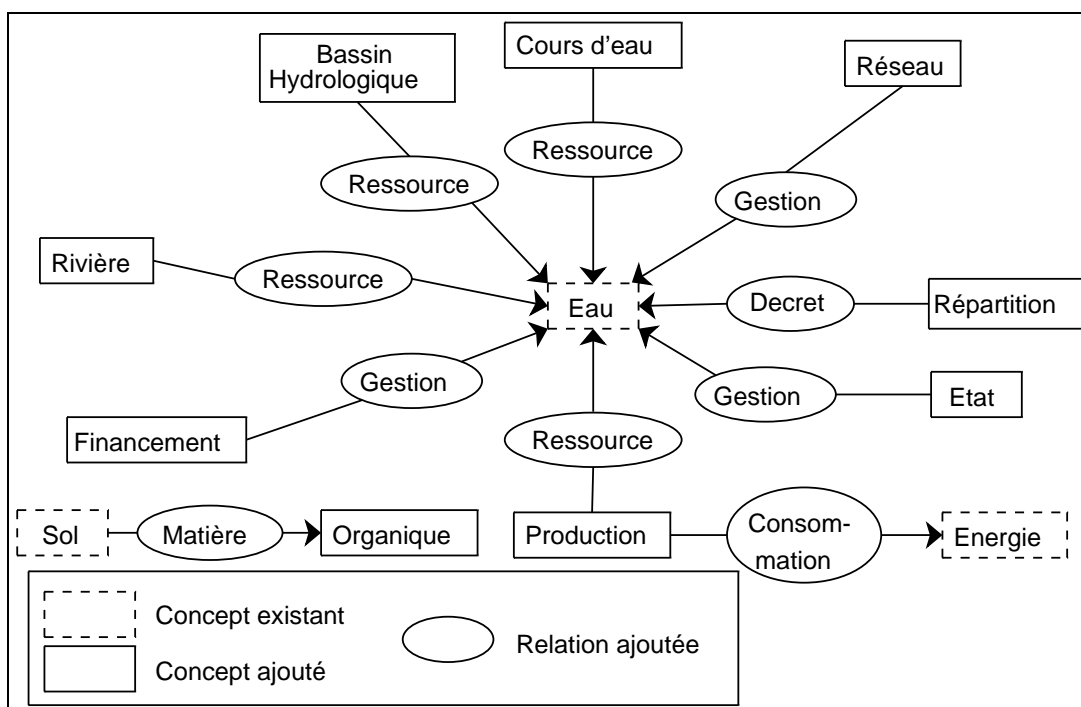 Bassin
Hydrologique
Cours d'eau
Réseau
Ressource
Ressource
Gestion
Rivière
Ressource
Eau
Decret
Répartition
Gestion
Gestion
Etat
Financement
Ressource
Sol
Matière
Organique
Production
Consom-
mation
Energie
Concept existant
Relation ajoutée
Concept ajouté